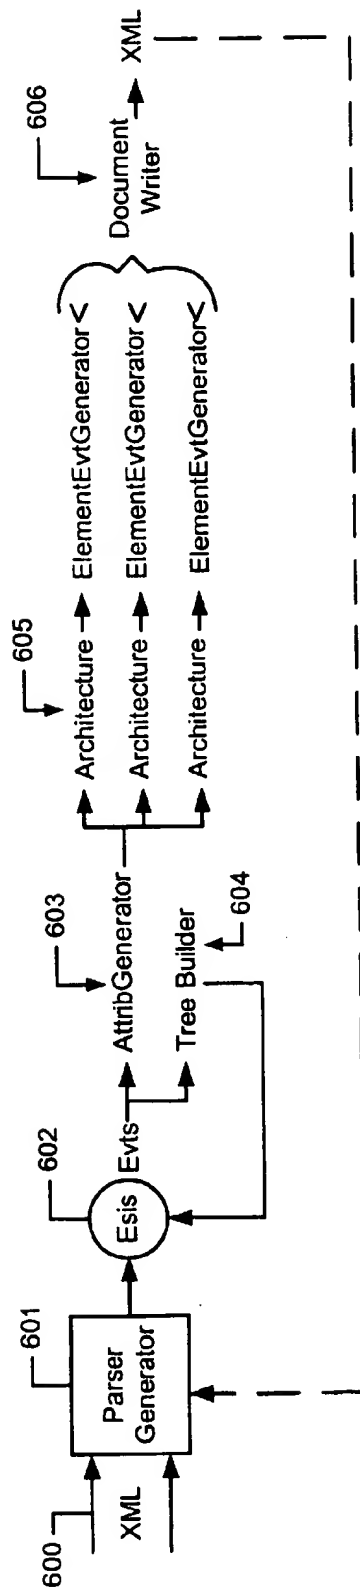 600
XML
601
Parser
Generator
602
Esis
Evts
603
AttribGenerator
Tree Builder
604
605
Architecture
ElementEvtGenerator
Architecture
ElementEvtGenerator
Architecture
ElementEvtGenerator
606
Document
Writer
XML